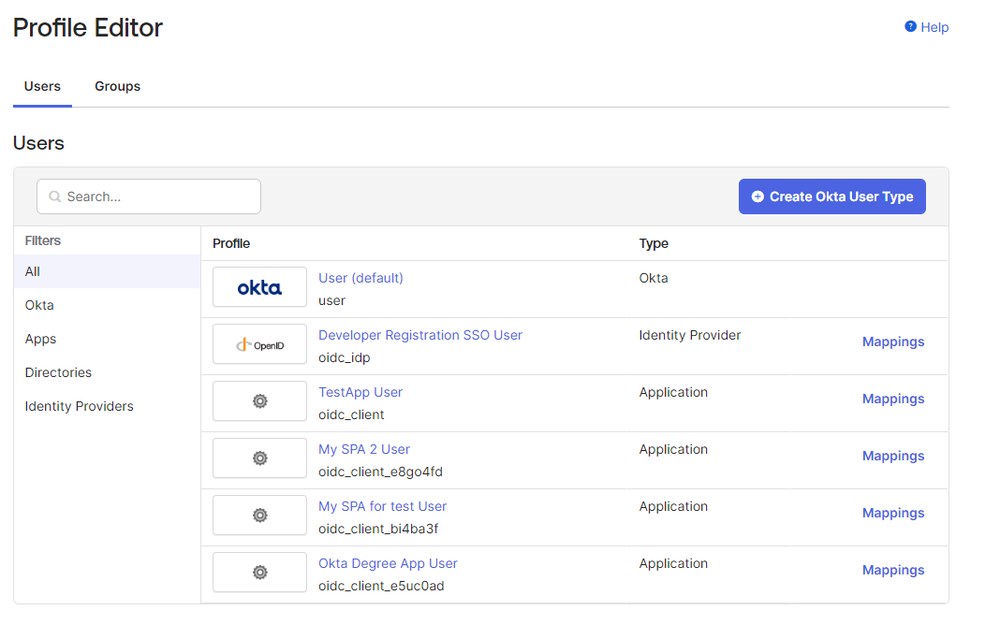 Profile Editor
Help
Users Groups
Users
Search...
Create Okta User Type
Filters
All
Okta
Apps
Directories
Identity Providers
Profile Type
okta
User (default) Okta
user
OpenID
Developer Registration SSO User Identity Provider
oidc_idp
Mappings
TestApp User Application
oidc_client
Mappings
My SPA 2 User Application
oidc_client_e8go4fd
Mappings
My SPA for test User Application
oidc_client_bi4ba3f
Mappings
Okta Degree App User Application
oidc_client_e5uc0ad
Mappings